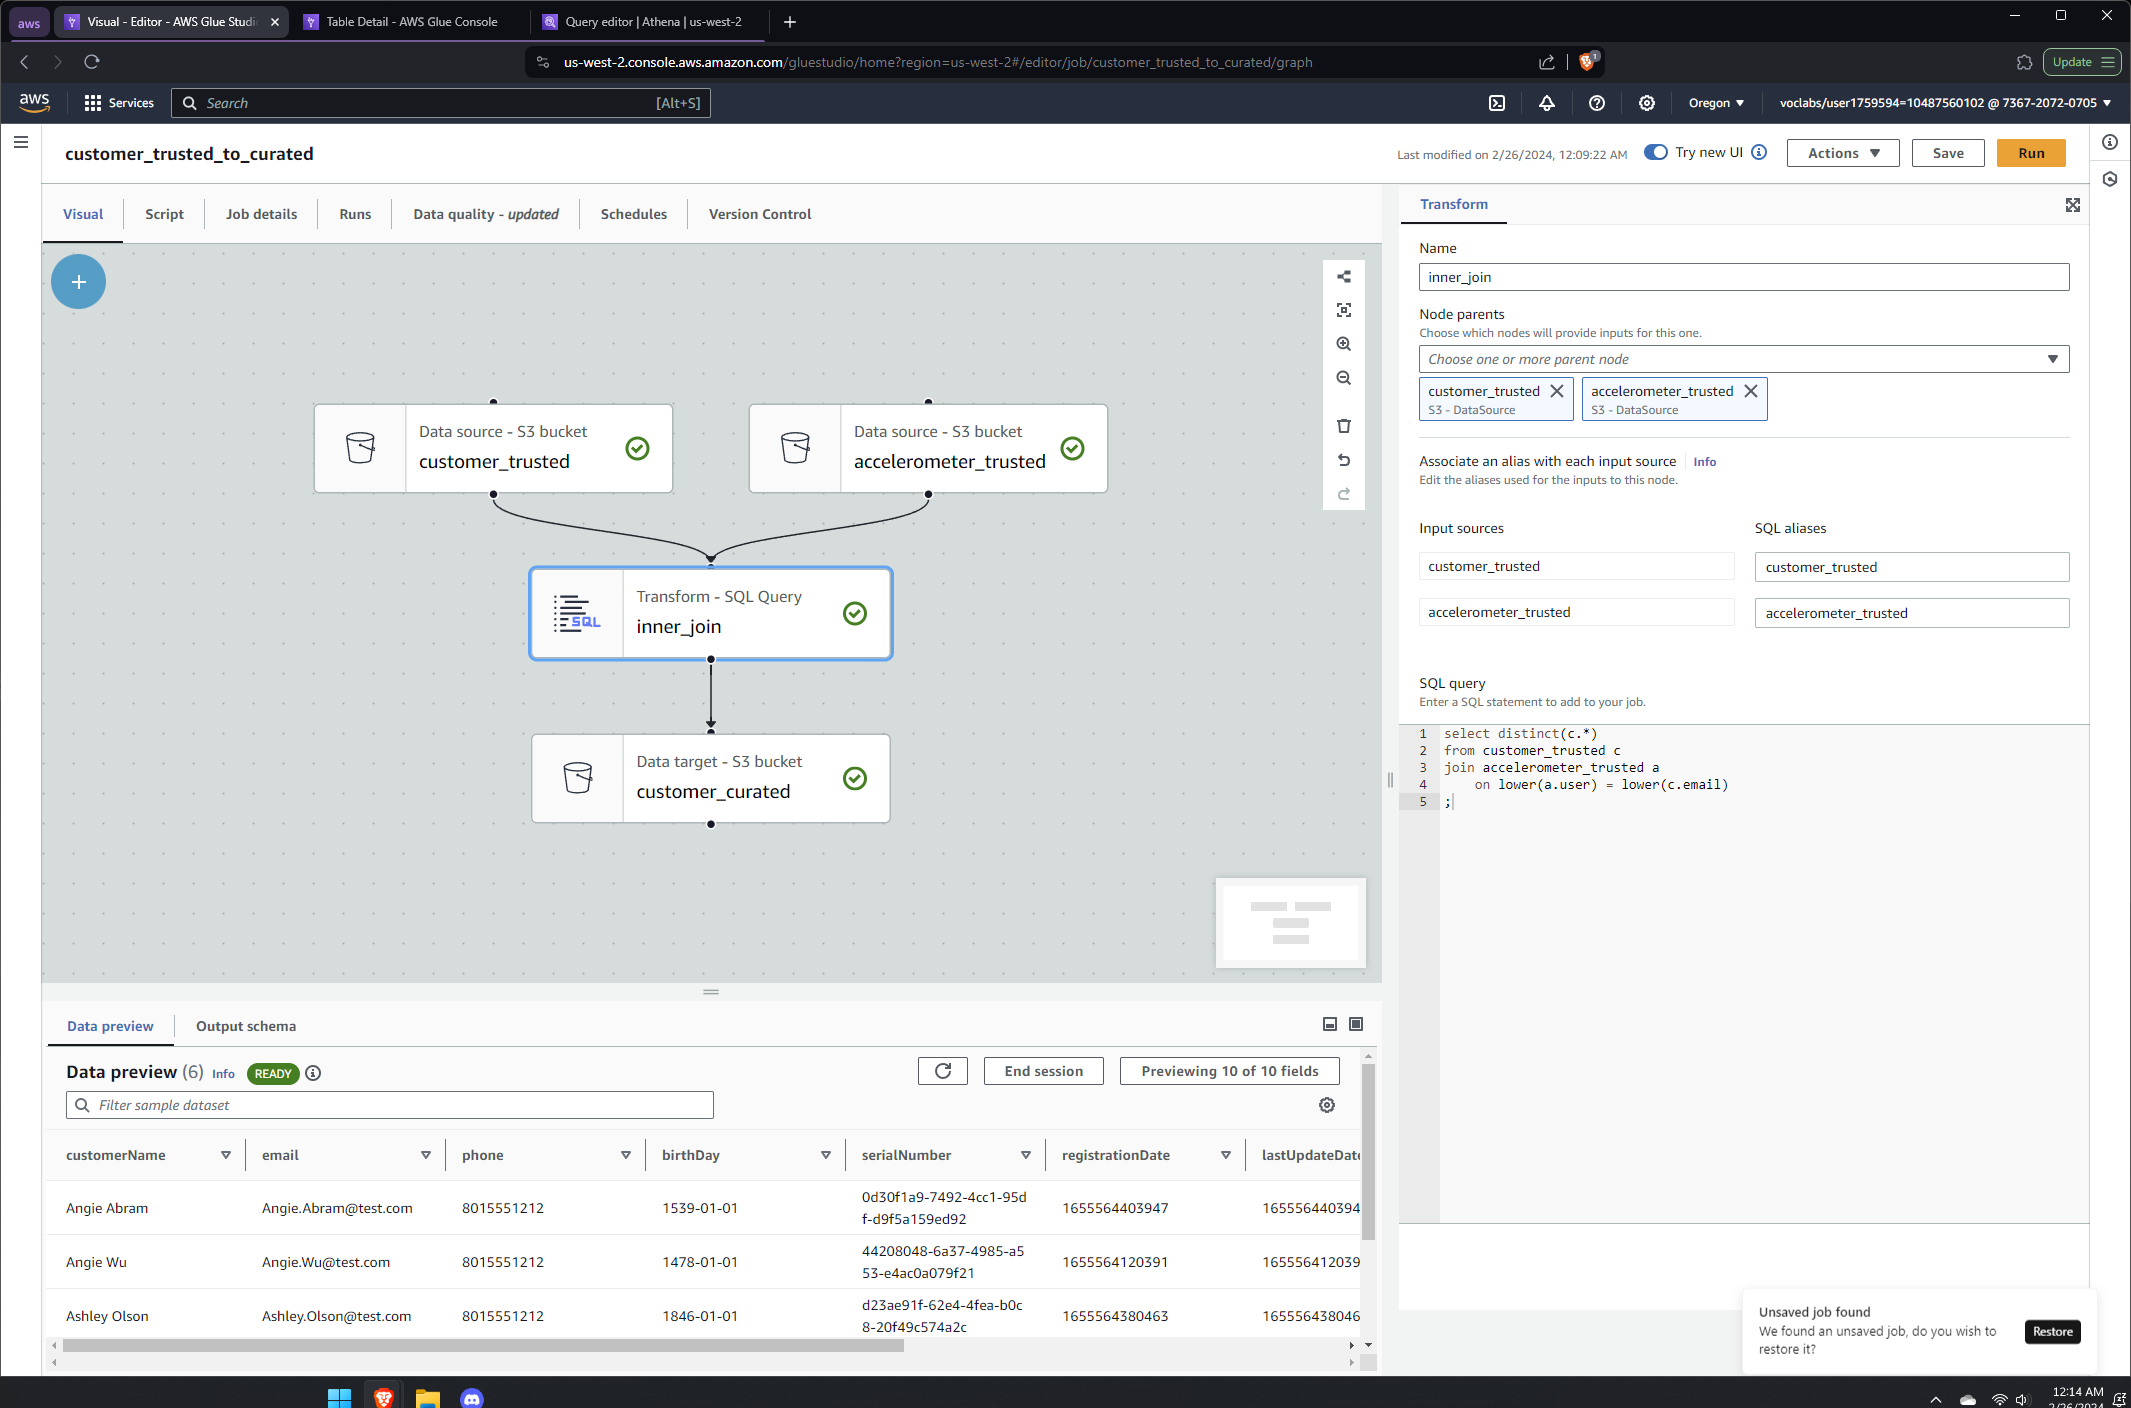 aws
Visual - Editor - AWS Glue Studi
Table Detail - AWS Glue Console
Query editor | Athena | us-west-2
us-west-2.console.aws.amazon.com/gluestudio/home?region=us-west-2#/editor/job/customer_trusted_to_curated/graph
1
Update
aws
Services
Search
[Alt+S]
Oregon
voclabs/user1759594=10487560102 @ 7367-2072-0705
customer_trusted_to_curated
Last modified on 2/26/2024, 12:09:22 AM
Try new UI
Actions
Save
Run
Visual
Script
Job details
Runs
Data quality - updated
Schedules
Version Control
Data source - S3 bucket
customer_trusted
Data source - S3 bucket
accelerometer_trusted
SQL
Transform - SQL Query
inner_join
Data target - S3 bucket
customer_curated
Transform
Name
inner_join
Node parents
Choose which nodes will provide inputs for this one.
Choose one or more parent node
customer_trusted
S3 - DataSource
accelerometer_trusted
S3 - DataSource
Associate an alias with each input source
Info
Edit the aliases used for the inputs to this node.
Input sources
SQL aliases
customer_trusted
customer_trusted
accelerometer_trusted
accelerometer_trusted
SQL query
Enter a SQL statement to add to your job.
1 select distinct(c.*)
2 from customer_trusted c
3 join accelerometer_trusted a
4 on lower(a.user) = lower(c.email)
5 ;
Data preview
Output schema
Data preview (6) Info READY
End session
Previewing 10 of 10 fields
Filter sample dataset
customerName email phone birthDay serialNumber registrationDate lastUpdateDate
Angie Abram Angie.Abram@test.com 8015551212 1539-01-01 0d30f1a9-7492-4cc1-95d
f-d9f5a159ed92 1655564403947 165556440394
Angie Wu Angie.Wu@test.com 8015551212 1478-01-01 44208048-6a37-4985-a5
53-e4ac0a079f21 1655564120391 165556412039
Ashley Olson Ashley.Olson@test.com 8015551212 1846-01-01 d23ae91f-62e4-4fea-b0c
8-20f49c574a2c 1655564380463 165556438046
Unsaved job found
We found an unsaved job, do you wish to
restore it?
Restore
12:14 AM
2/26/2024